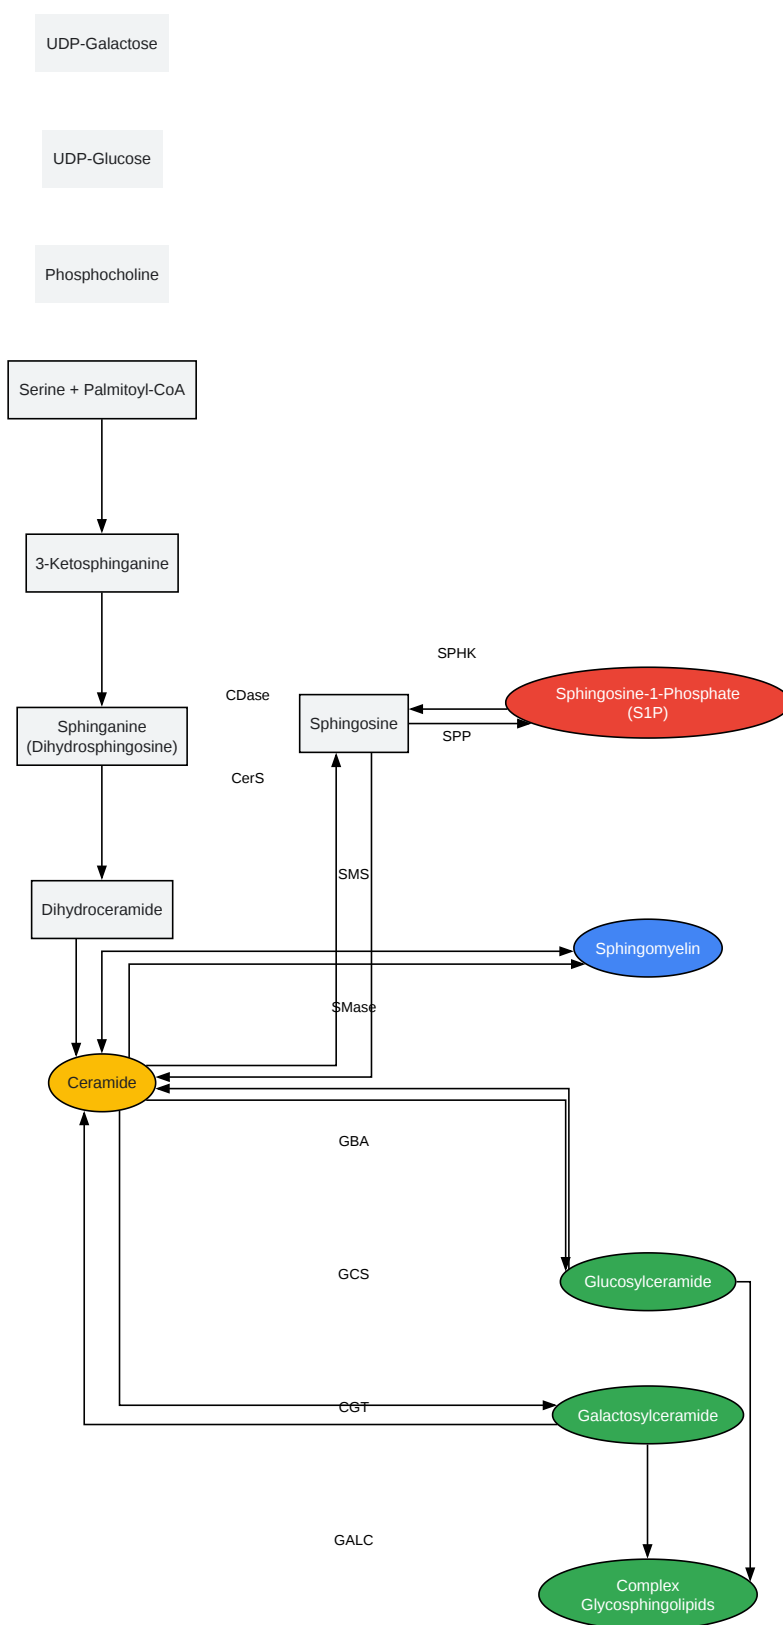 UDP-Galactose
UDP-Glucose
Phosphocholine
Serine + Palmitoyl-CoA
3-Ketosphinganine
SPHK
Sphingosine-1-Phosphate
(S1P)
CDase
Sphingosine
Sphinganine
(Dihydrosphingosine)
SPP
CerS
SMS
Dihydroceramide
Sphingomyelin
SMase
Ceramide
GBA
GCS
Glucosylceramide
CGT
Galactosylceramide
GALC
Complex
Glycosphingolipids